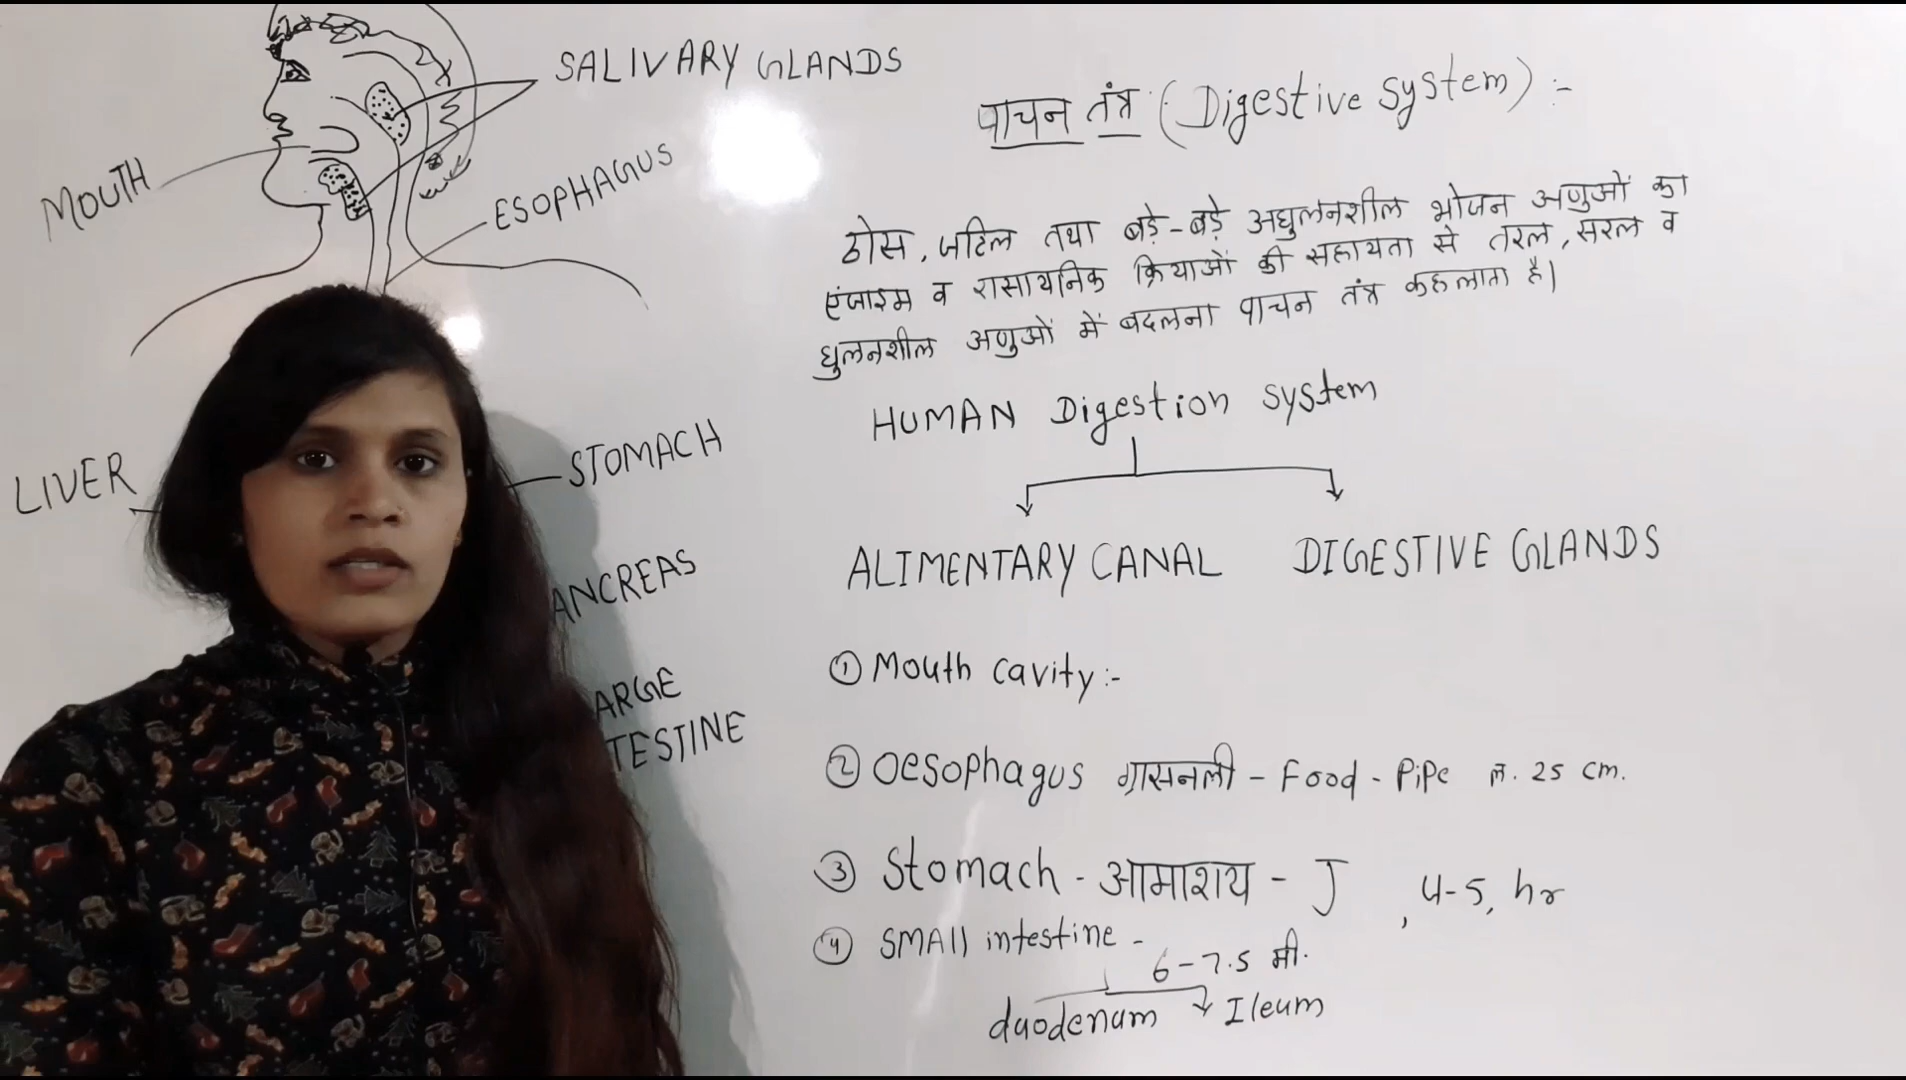 SALIVARY GLANDS
MOUTH
ESOPHAGUS
LIVER
STOMACH
ANCREAS
ARGE
TESTINE
पाचन तंत्र (Digestive system) :-
ठोस, जटिल तथा बड़े-बड़े अघुलनशील भोजन अणुओं का
एंजाइम व रासायनिक क्रियाओं की सहायता से तरल, सरल व
घुलनशील अणुओं में बदलना पाचन तंत्र कहलाता है।
HUMAN Digestion system
ALIMENTARY CANAL DIGESTIVE GLANDS
① Mouth cavity :-
② Oesophagus ग्रासनली - Food - Pipe ल. 25 cm.
③ Stomach - आमाशय - J , 4-5, hr
④ SMAll intestine -
6-7.5 मी.
duodenum Ileum